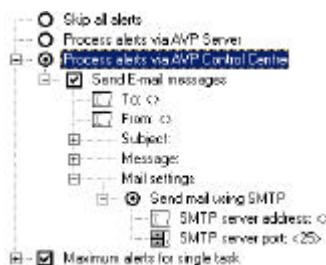 Skip all alerts
Process alerts via AVP Server
Process alerts via AVP Control Centre
Send E-mail messages
To: <>
From: <>
Subject:
Message:
Mail settings
Send mail using SMTP
SMTP server address: <
SMTP server port: <25>
Maximum alerts for single task